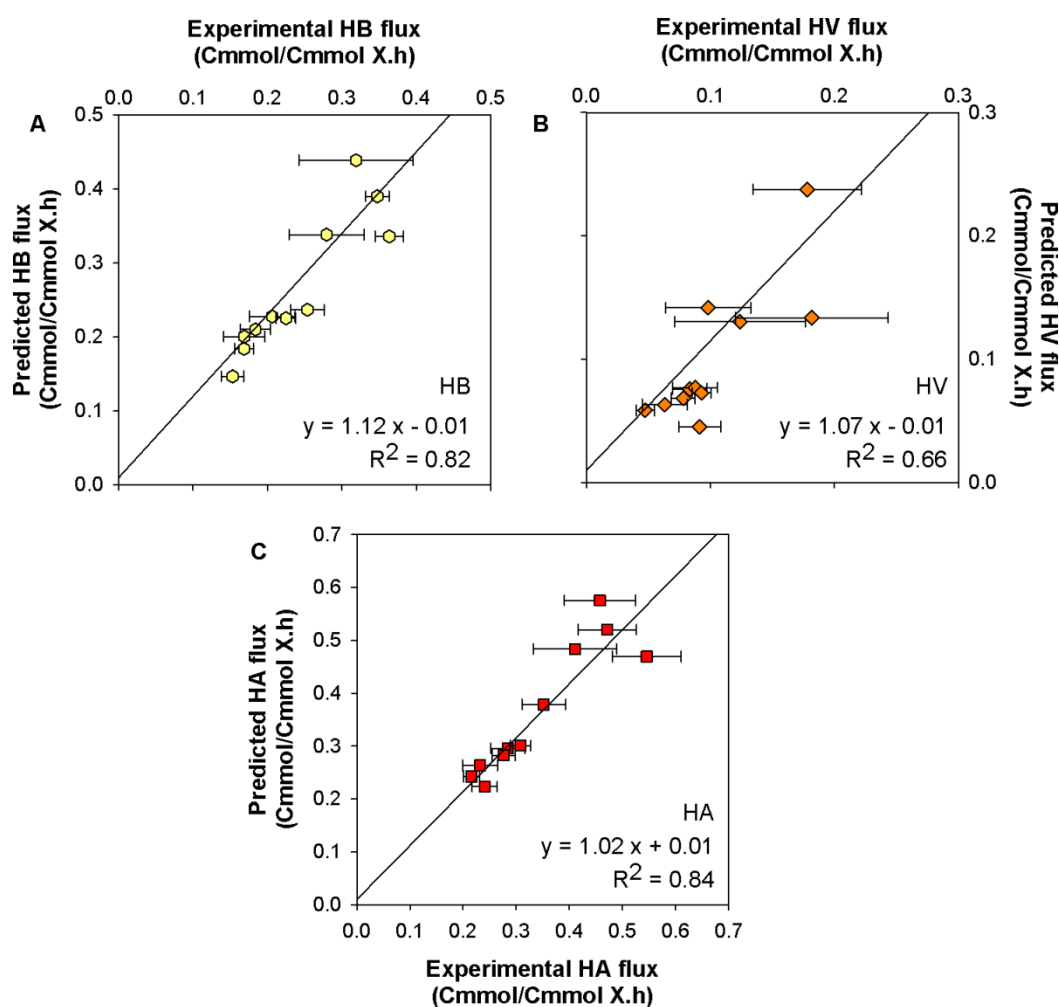 Experimental HB flux
(Cmmol/Cmmol X.h)
0.0 0.1 0.2 0.3 0.4 0.5
A
Predicted HB flux
(Cmmol/Cmmol X.h)
0.5
0.4
0.3
0.2
0.1
0.0
HB
y = 1.12 x - 0.01
R2 = 0.82
Experimental HV flux
(Cmmol/Cmmol X.h)
0.0 0.1 0.2 0.3
B
0.3
0.2
0.1
0.0
Predicted HV flux
(Cmmol/Cmmol X.h)
HV
y = 1.07 x - 0.01
R2 = 0.66
C
Predicted HA flux
(Cmmol/Cmmol X.h)
0.7
0.6
0.5
0.4
0.3
0.2
0.1
0.0
HA
y = 1.02 x + 0.01
R2 = 0.84
0.0 0.1 0.2 0.3 0.4 0.5 0.6 0.7
Experimental HA flux
(Cmmol/Cmmol X.h)